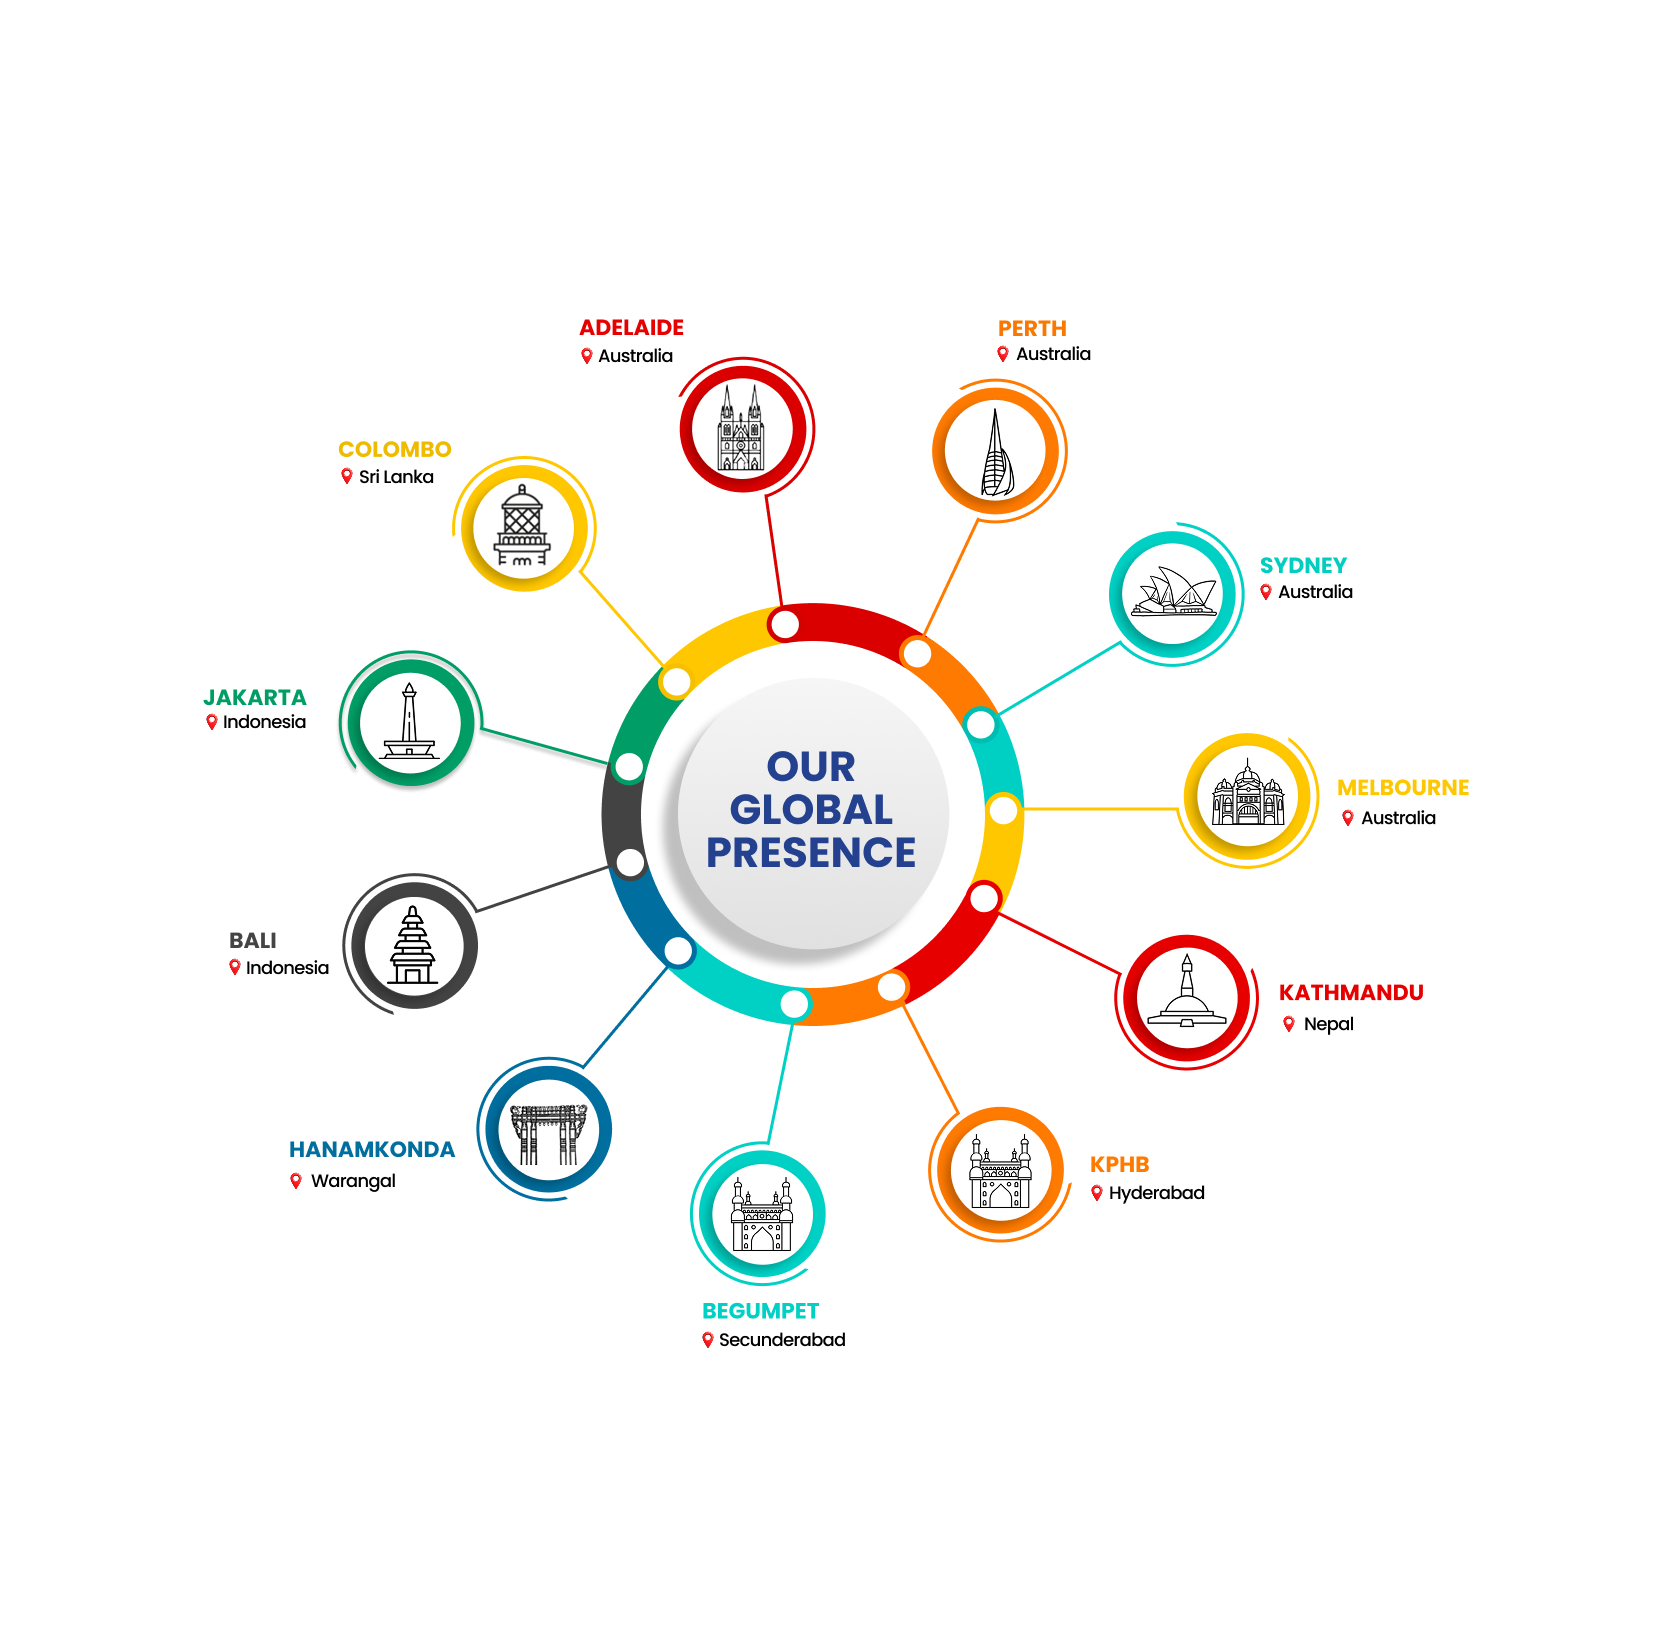 ADELAIDE
Australia
PERTH
Australia
COLOMBO
Sri Lanka
SYDNEY
Australia
JAKARTA
Indonesia
OUR
GLOBAL
PRESENCE
MELBOURNE
Australia
BALI
Indonesia
KATHMANDU
Nepal
HANAMKONDA
Warangal
KPHB
Hyderabad
BEGUMPET
Secunderabad